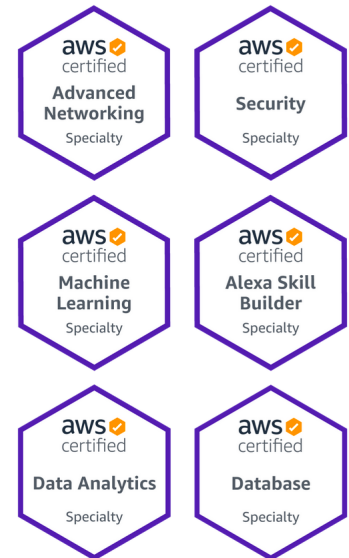 aws
certified
Advanced
Networking
Specialty
aws
certified
Security
Specialty
aws
certified
Machine
Learning
Specialty
aws
certified
Alexa Skill
Builder
Specialty
aws
certified
Data Analytics
Specialty
aws
certified
Database
Specialty